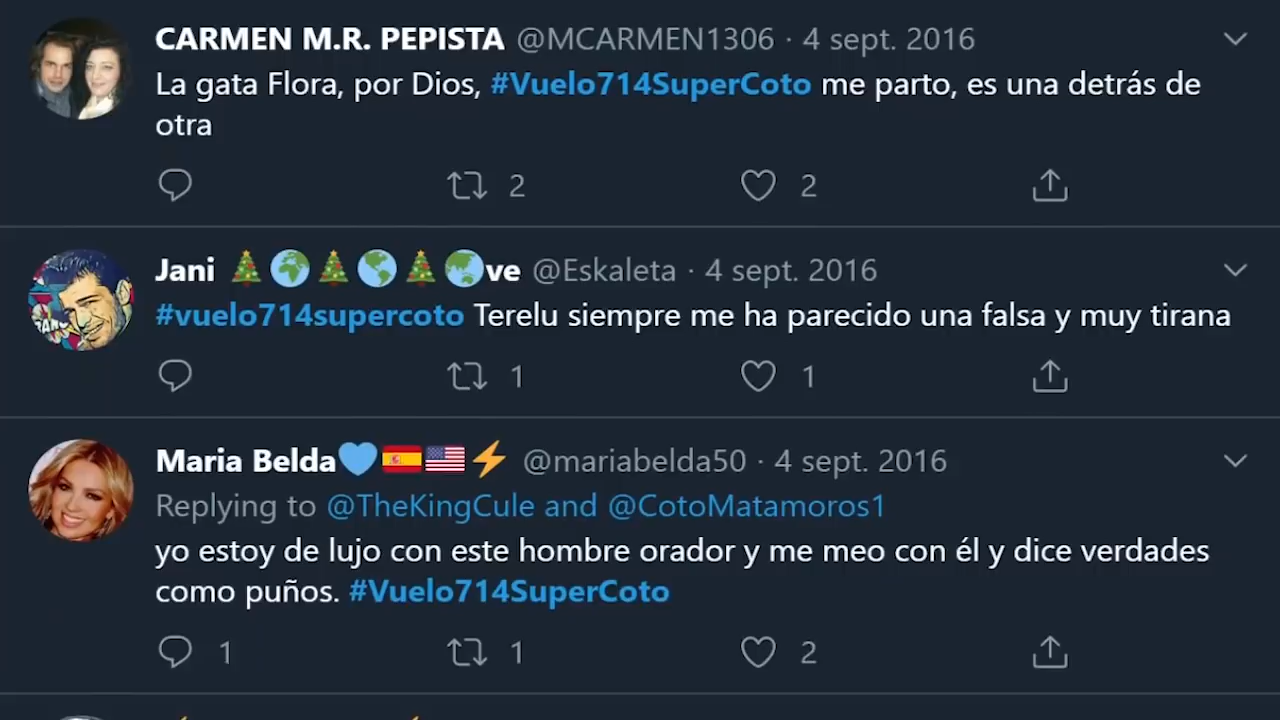 CARMEN M.R. PEPISTA @MCARMEN1306 · 4 sept. 2016
La gata Flora, por Dios, #Vuelo714SuperCoto me parto, es una detrás de
otra
2 2
Jani 🎄🌍🎄🌎🎄🌏ve @Eskaleta · 4 sept. 2016
#vuelo714supercoto Terelu siempre me ha parecido una falsa y muy tirana
1 1
Maria Belda💙🇪🇸🇺🇸⚡ @mariabelda50 · 4 sept. 2016
Replying to @TheKingCule and @CotoMatamoros1
yo estoy de lujo con este hombre orador y me meo con él y dice verdades
como puños. #Vuelo714SuperCoto
1 1 2